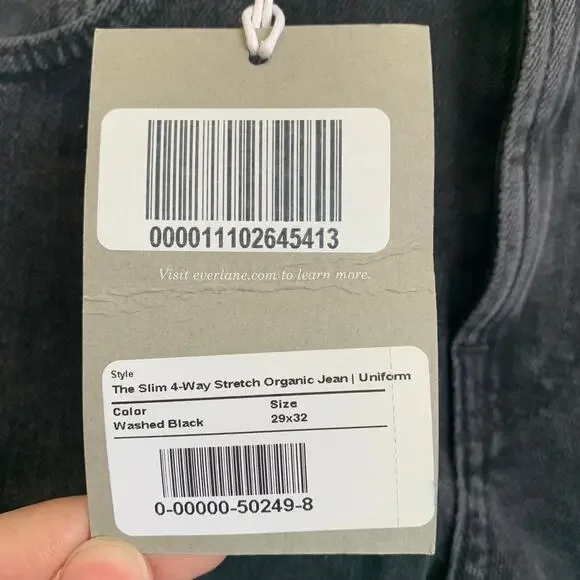 000011102645413
Visit everlane.com to learn more.
Style
The Slim 4-Way Stretch Organic Jean | Uniform
Color Size
Washed Black 29x32
0-00000-50249-8